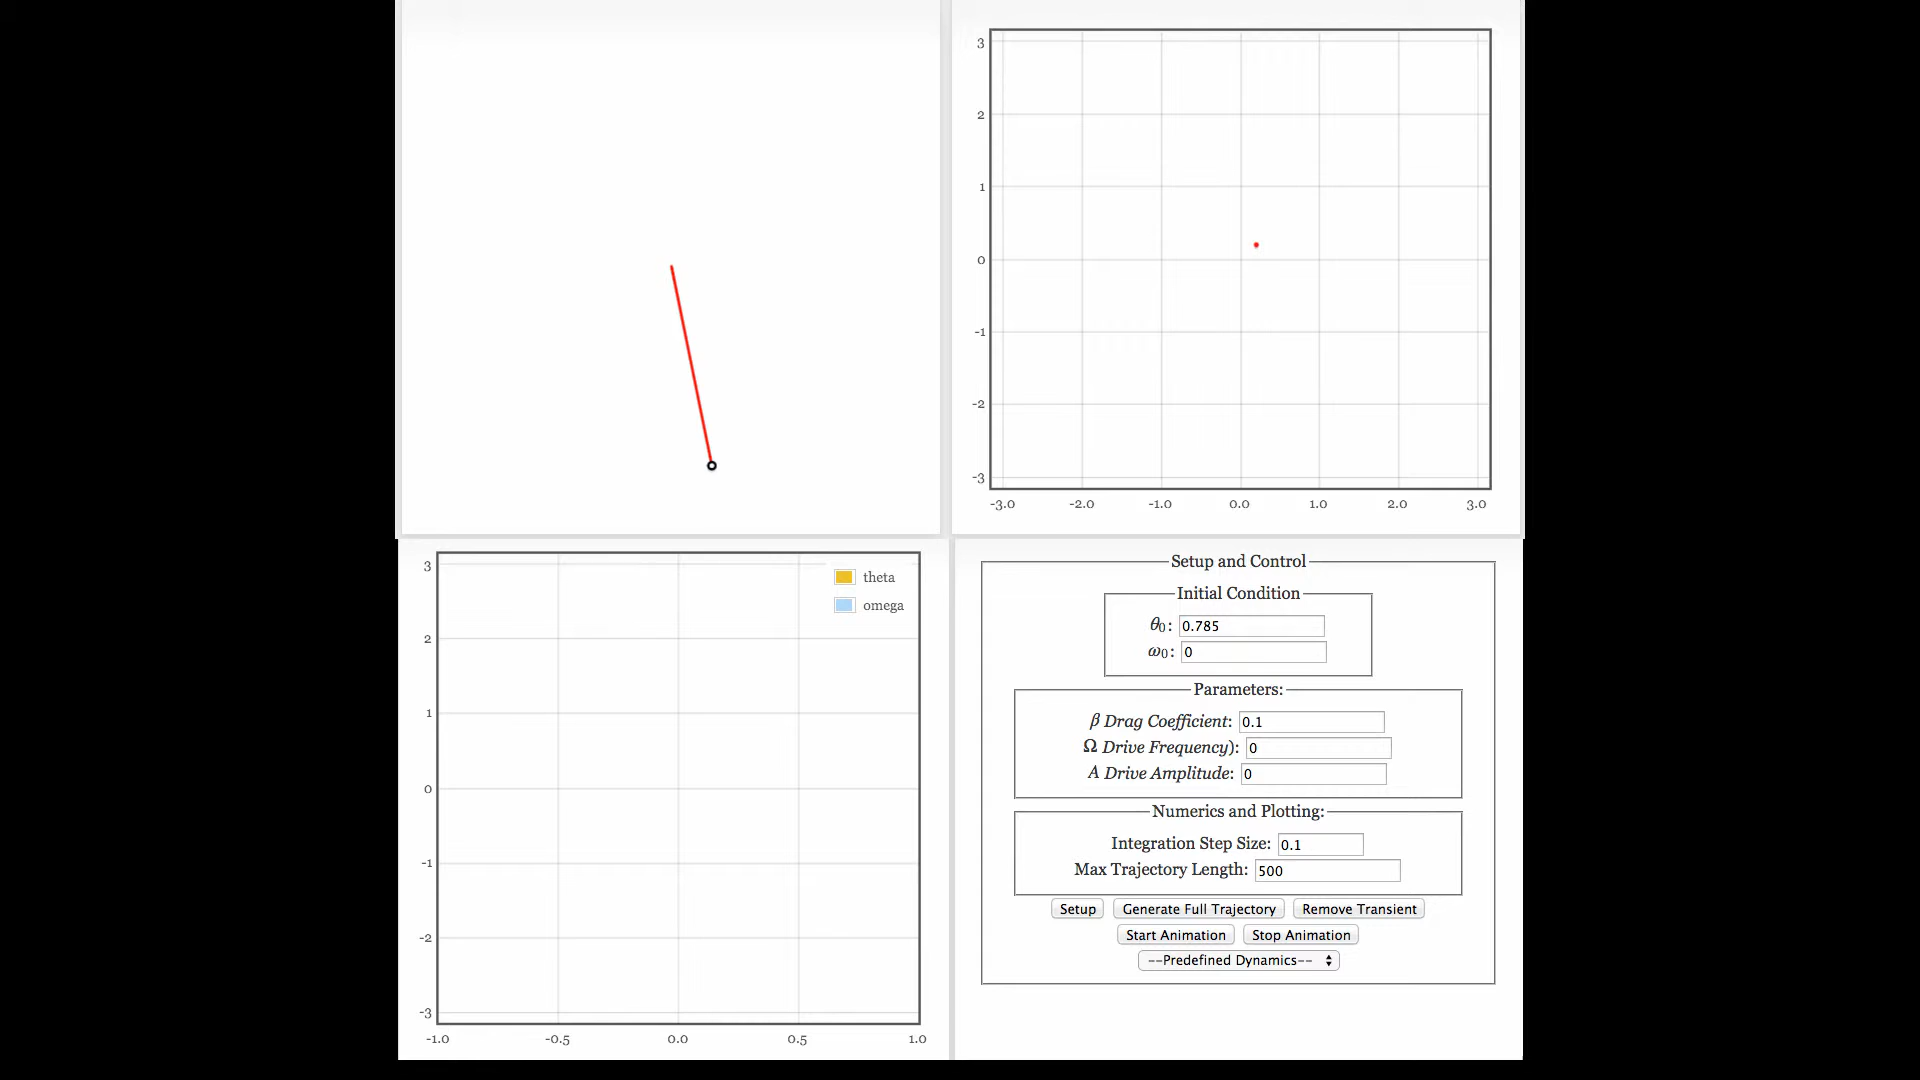 3
2
1
0
-1
-2
-3
-3.0 -2.0 -1.0 0.0 1.0 2.0 3.0
3
2
1
0
-1
-2
-3
-1.0 -0.5 0.0 0.5 1.0
theta
omega
Setup and Control
Initial Condition
θ0: 0.785
ω0: 0
Parameters:
β Drag Coefficient: 0.1
Ω Drive Frequency): 0
A Drive Amplitude: 0
Numerics and Plotting:
Integration Step Size: 0.1
Max Trajectory Length: 500
Setup Generate Full Trajectory Remove Transient
Start Animation Stop Animation
--Predefined Dynamics--